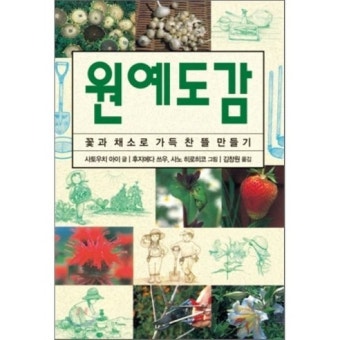 원예도감
꽃과 채소로 가득 찬 뜰 만들기
사토우치 아이 글 | 후지에다 쓰우, 사노 히로히코 그림 | 김창원 옮김